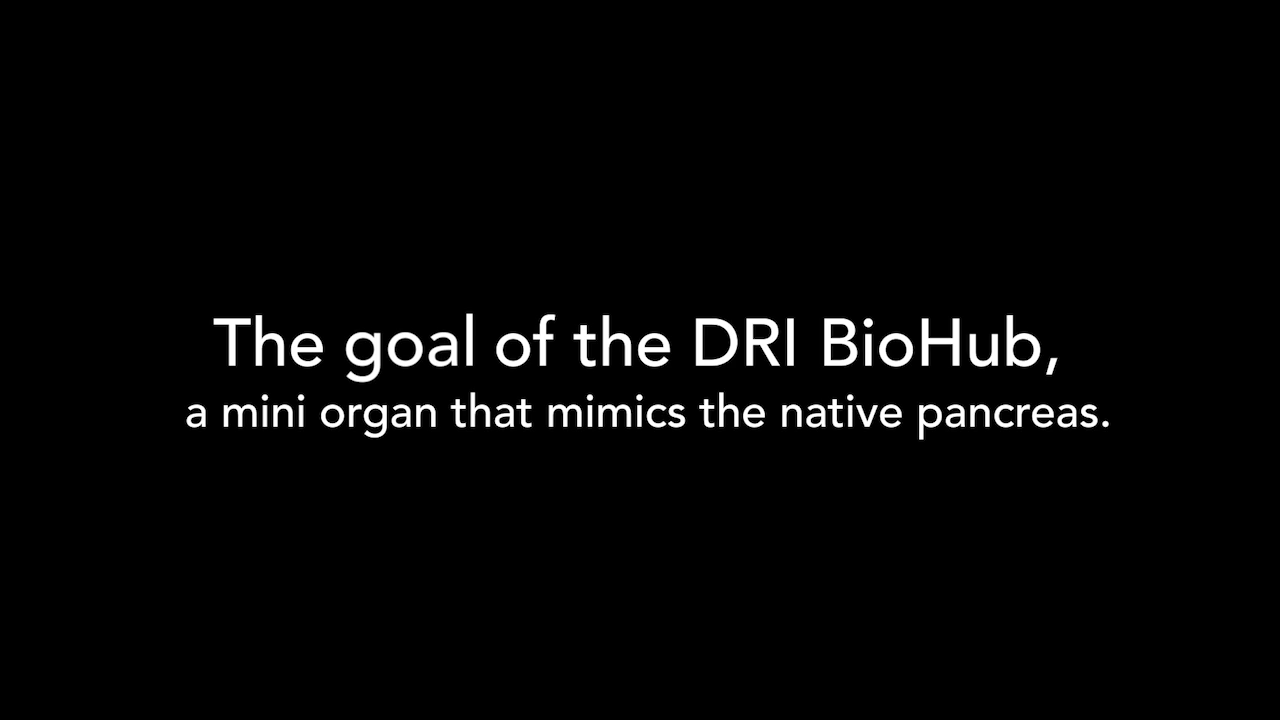 The goal of the DRI BioHub,
a mini organ that mimics the native pancreas.